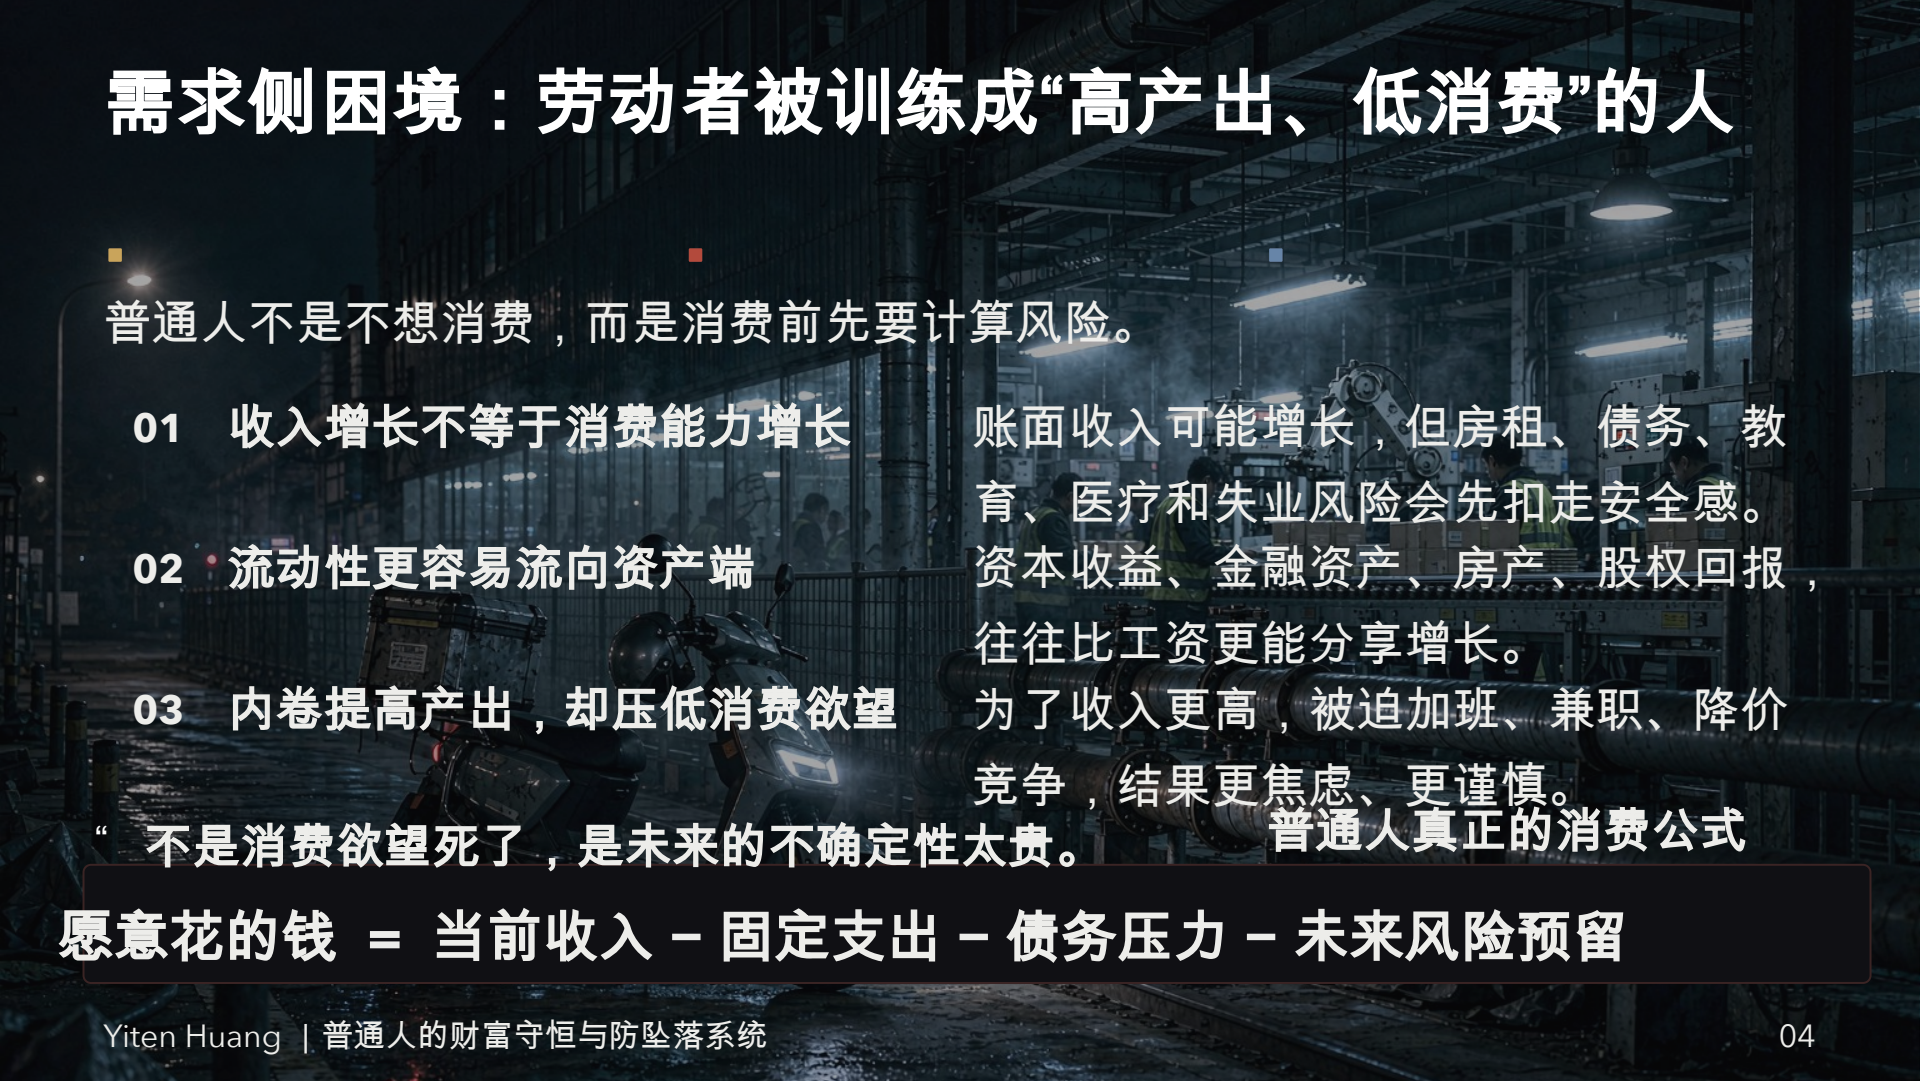 需求侧困境：劳动者被训练成“高产出、低消费”的人
普通人不是不想消费，而是消费前先要计算风险。
01 收入增长不等于消费能力增长
账面收入可能增长，但房租、债务、教
育、医疗和失业风险会先扣走安全感。
02 流动性更容易流向资产端
资本收益、金融资产、房产、股权回报，
往往比工资更能分享增长。
03 内卷提高产出，却压低消费欲望
为了收入更高，被迫加班、兼职、降价
竞争，结果更焦虑、更谨慎。
“ 不是消费欲望死了，是未来的不确定性太贵。
普通人真正的消费公式
愿意花的钱 = 当前收入 − 固定支出 − 债务压力 − 未来风险预留
Yiten Huang ｜普通人的财富守恒与防坠落系统
04